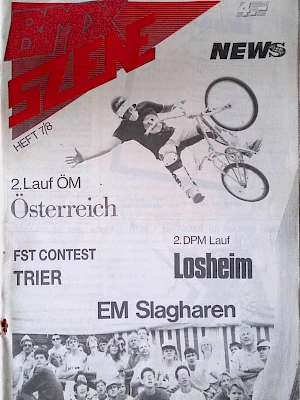 BMX
SZENE
NEWS
HEFT 7/8
2. Lauf ÖM
Österreich
FST CONTEST
TRIER
2. DPM Lauf
Losheim
EM Slagharen